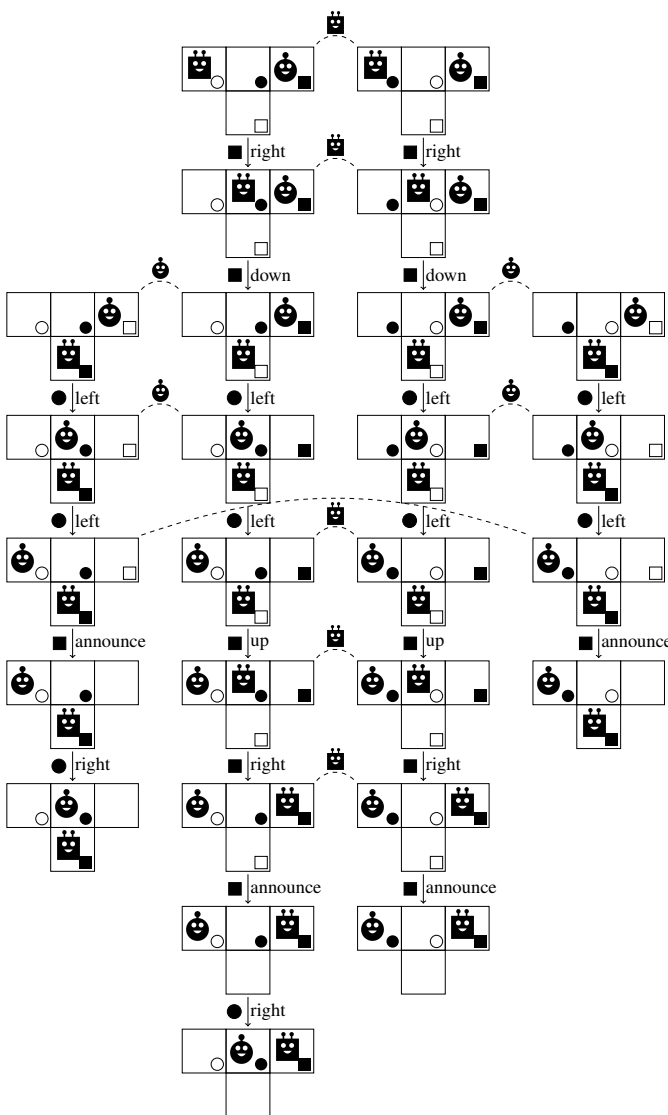 right right
down down
left left left left
left left left left
announce up up announce
right right right
announce announce
right